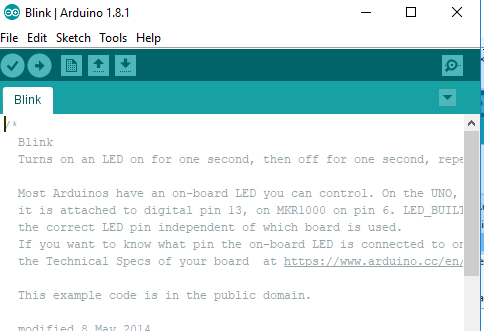 Blink | Arduino 1.8.1
File Edit Sketch Tools Help
Blink
/*
Blink
Turns on an LED on for one second, then off for one second, repe
Most Arduinos have an on-board LED you can control. On the UNO,
it is attached to digital pin 13, on MKR1000 on pin 6. LED_BUILT
the correct LED pin independent of which board is used.
If you want to know what pin the on-board LED is connected to on
the Technical Specs of your board at https://www.arduino.cc/en/
This example code is in the public domain.
modified 8 May 2014